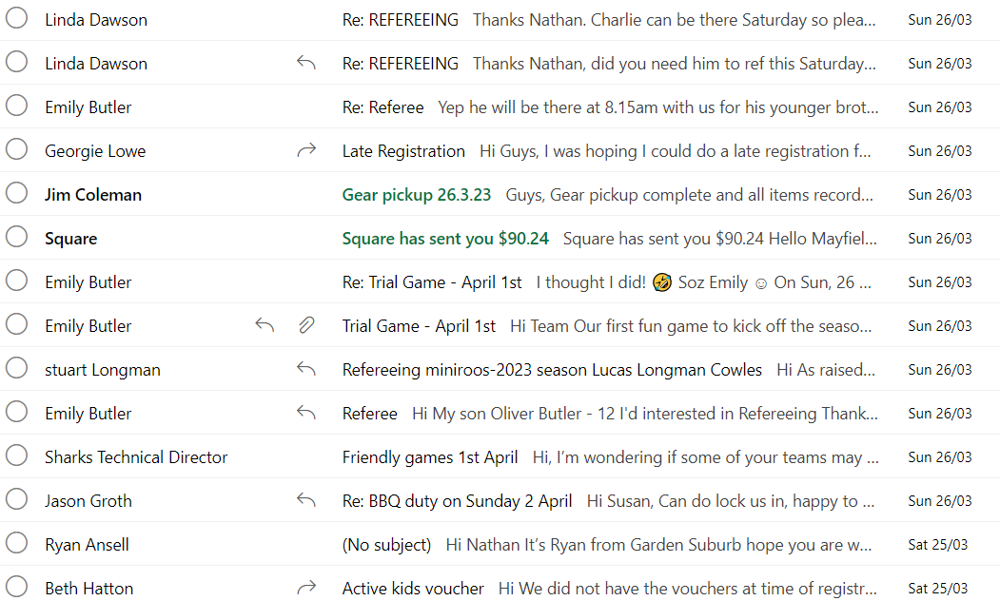 Linda Dawson Re: REFEREEING Thanks Nathan. Charlie can be there Saturday so plea... Sun 26/03
Linda Dawson Re: REFEREEING Thanks Nathan, did you need him to ref this Saturday... Sun 26/03
Emily Butler Re: Referee Yep he will be there at 8.15am with us for his younger brot... Sun 26/03
Georgie Lowe Late Registration Hi Guys, I was hoping I could do a late registration f... Sun 26/03
Jim Coleman Gear pickup 26.3.23 Guys, Gear pickup complete and all items record... Sun 26/03
Square Square has sent you $90.24 Square has sent you $90.24 Hello Mayfiel... Sun 26/03
Emily Butler Re: Trial Game - April 1st I thought I did! 🤣 Soz Emily ☺ On Sun, 26 ... Sun 26/03
Emily Butler Trial Game - April 1st Hi Team Our first fun game to kick off the seaso... Sun 26/03
stuart Longman Refereeing miniroos-2023 season Lucas Longman Cowles Hi As raised... Sun 26/03
Emily Butler Referee Hi My son Oliver Butler - 12 I'd interested in Refereeing Thank... Sun 26/03
Sharks Technical Director Friendly games 1st April Hi, I’m wondering if some of your teams may ... Sun 26/03
Jason Groth Re: BBQ duty on Sunday 2 April Hi Susan, Can do lock us in, happy to ... Sun 26/03
Ryan Ansell (No subject) Hi Nathan It’s Ryan from Garden Suburb hope you are w... Sat 25/03
Beth Hatton Active kids voucher Hi We did not have the vouchers at time of registr... Sat 25/03